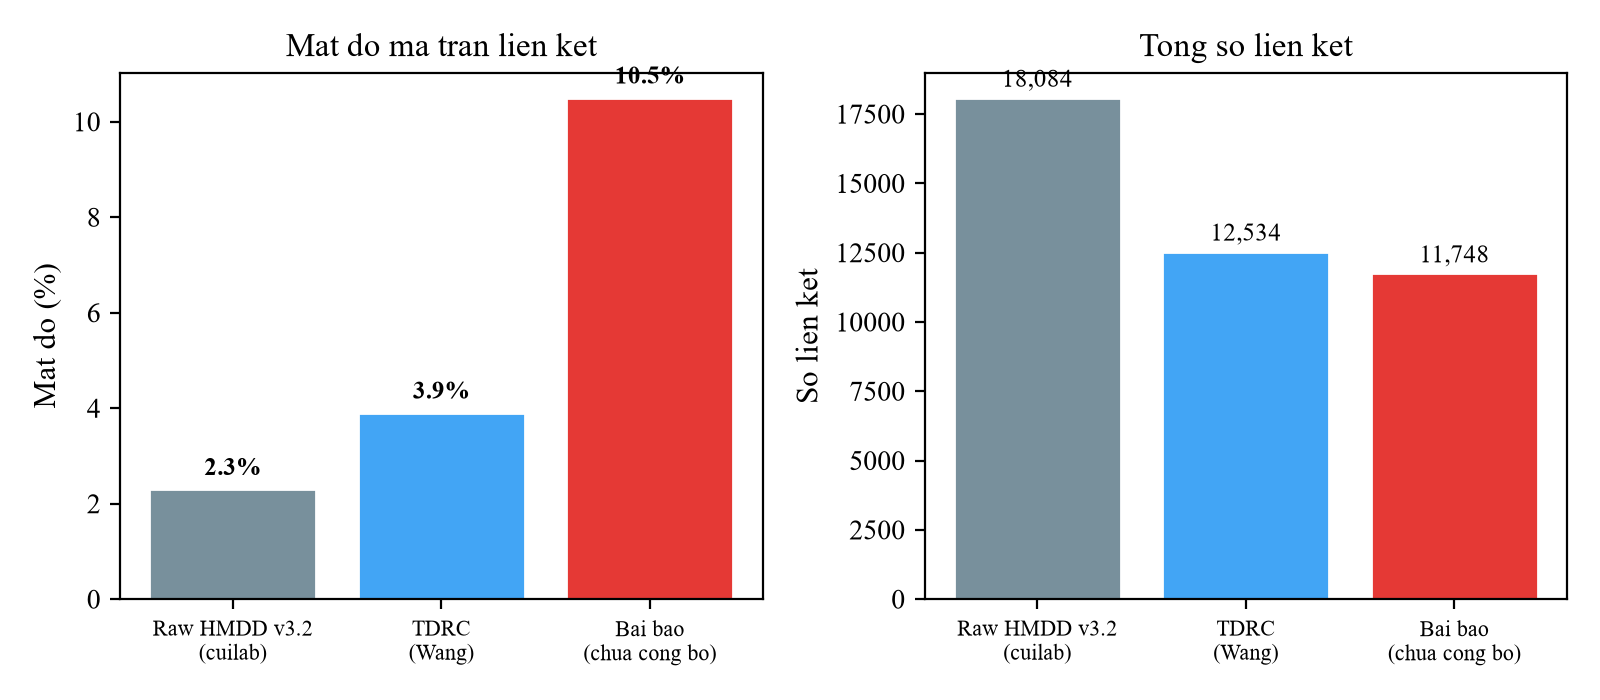 Mat do ma tran lien ket
Mat do (%)
10
8
6
4
2
0
2.3%
3.9%
10.5%
Raw HMDD v3.2
(cuilab)
TDRC
(Wang)
Bai bao
(chua cong bo)
Tong so lien ket
So lien ket
17500
15000
12500
10000
7500
5000
2500
0
18,084
12,534
11,748
Raw HMDD v3.2
(cuilab)
TDRC
(Wang)
Bai bao
(chua cong bo)